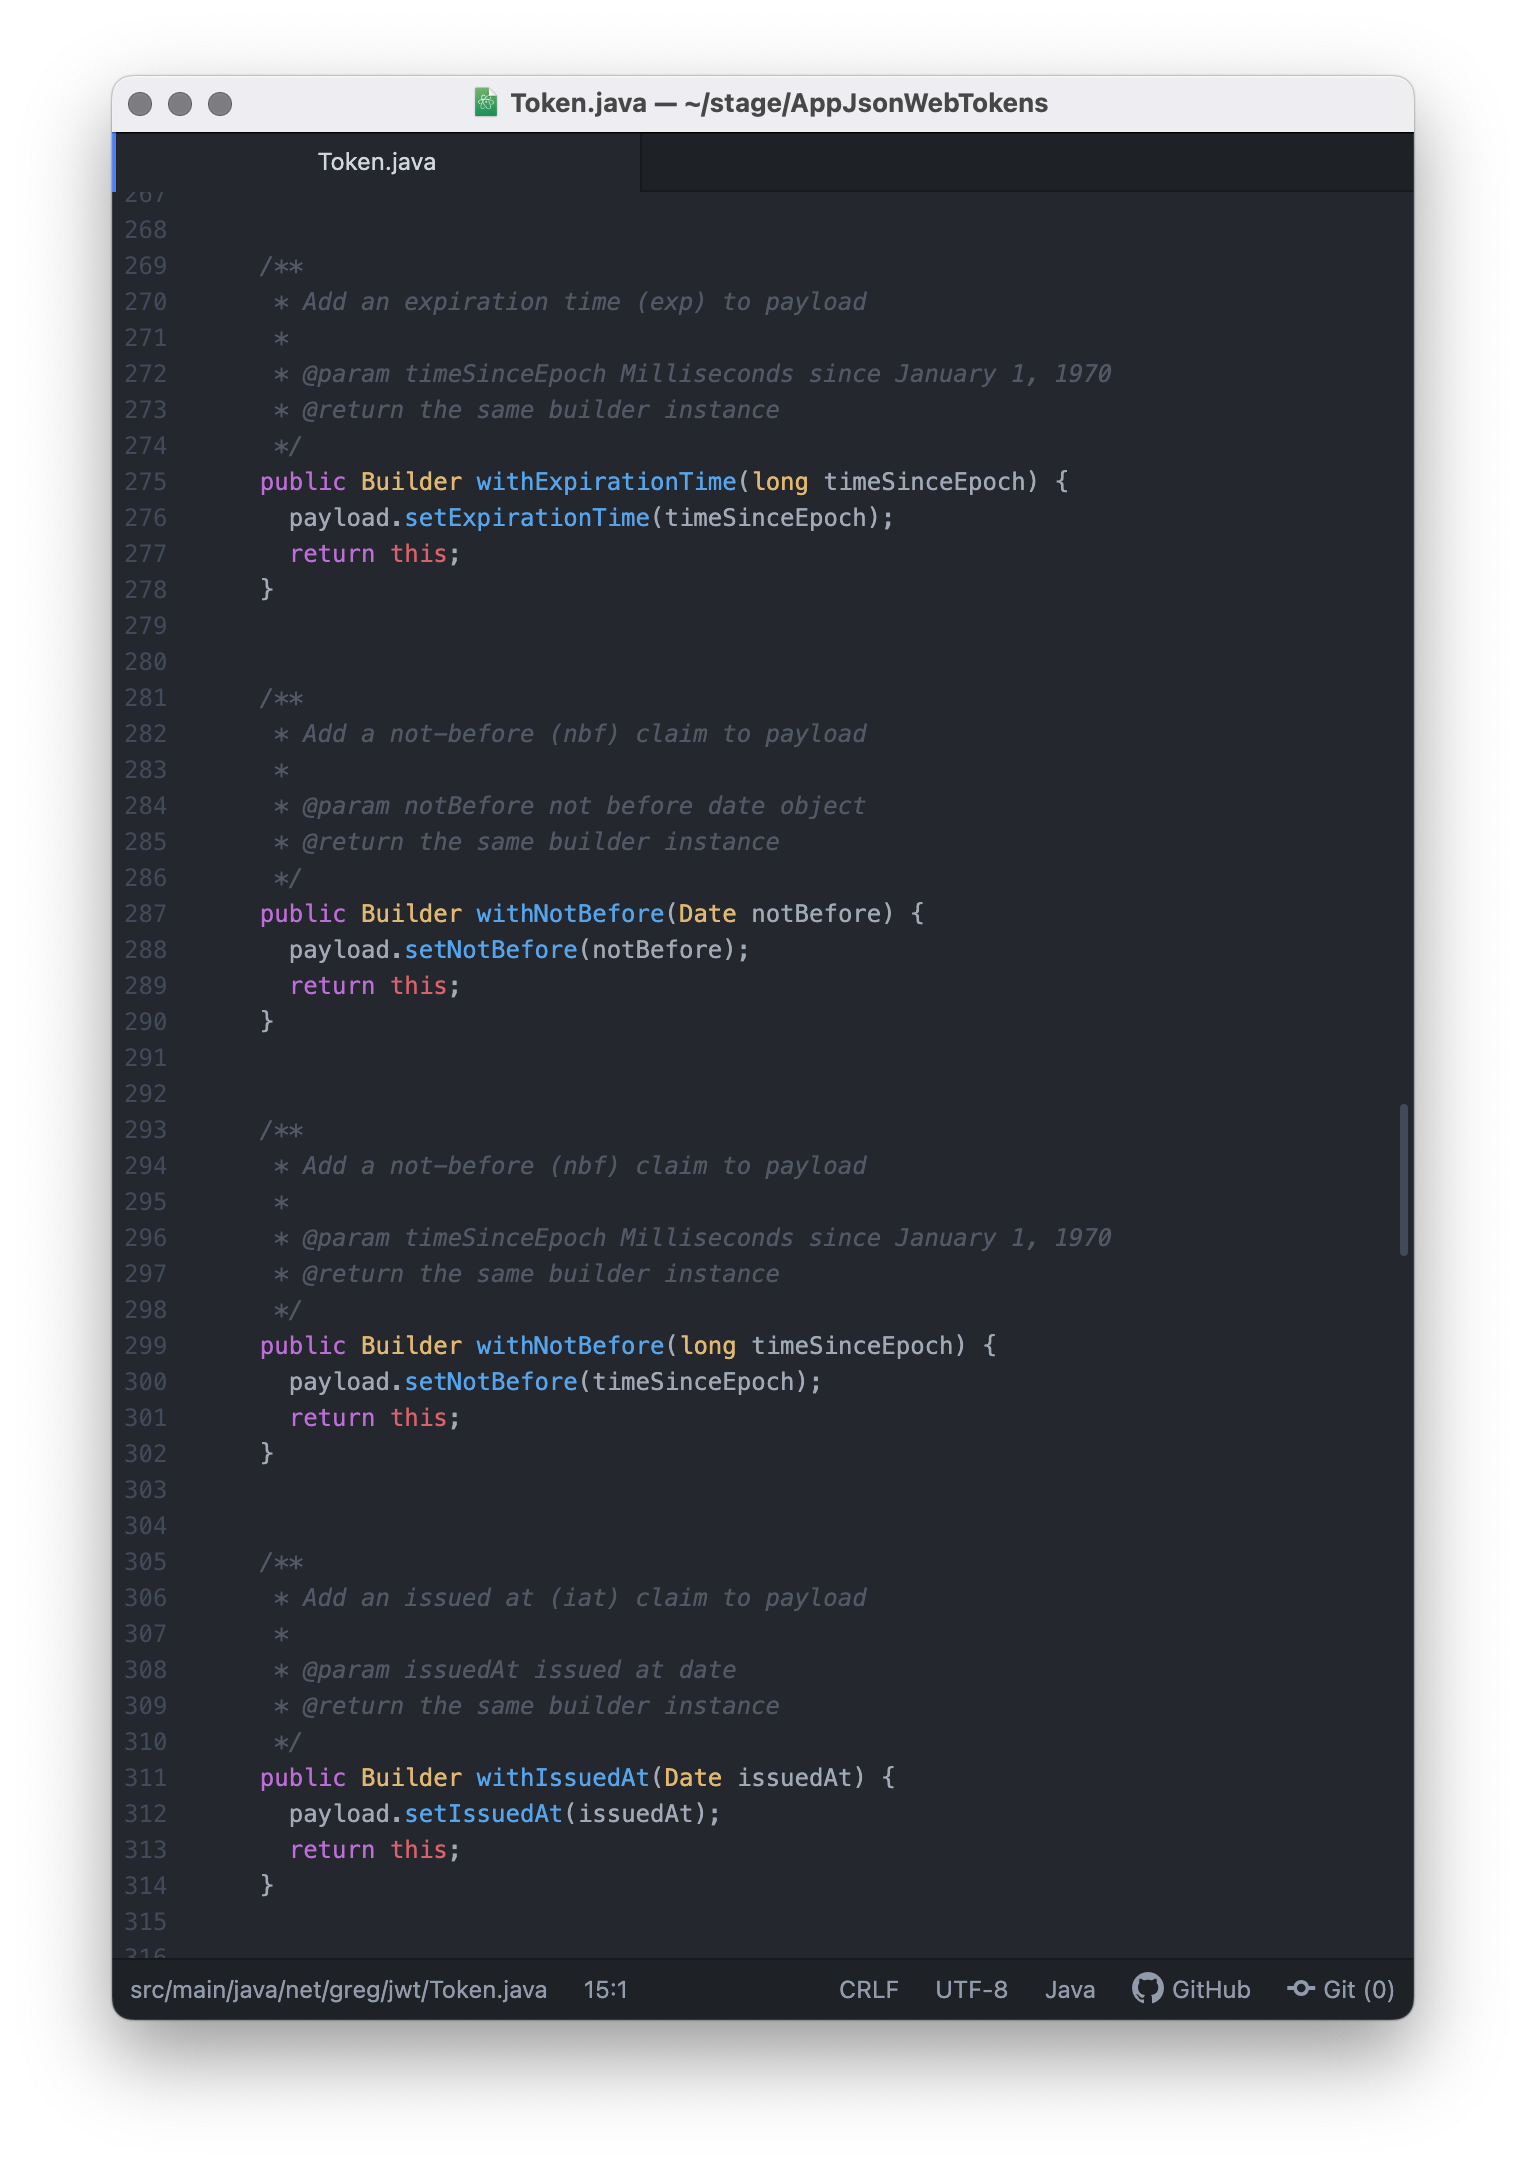 Token.java — ~/stage/AppJsonWebTokens
Token.java
267
268
269 /**
270 * Add an expiration time (exp) to payload
271 *
272 * @param timeSinceEpoch Milliseconds since January 1, 1970
273 * @return the same builder instance
274 */
275 public Builder withExpirationTime(long timeSinceEpoch) {
276 payload.setExpirationTime(timeSinceEpoch);
277 return this;
278 }
279
280
281 /**
282 * Add a not-before (nbf) claim to payload
283 *
284 * @param notBefore not before date object
285 * @return the same builder instance
286 */
287 public Builder withNotBefore(Date notBefore) {
288 payload.setNotBefore(notBefore);
289 return this;
290 }
291
292
293 /**
294 * Add a not-before (nbf) claim to payload
295 *
296 * @param timeSinceEpoch Milliseconds since January 1, 1970
297 * @return the same builder instance
298 */
299 public Builder withNotBefore(long timeSinceEpoch) {
300 payload.setNotBefore(timeSinceEpoch);
301 return this;
302 }
303
304
305 /**
306 * Add an issued at (iat) claim to payload
307 *
308 * @param issuedAt issued at date
309 * @return the same builder instance
310 */
311 public Builder withIssuedAt(Date issuedAt) {
312 payload.setIssuedAt(issuedAt);
313 return this;
314 }
315
316
src/main/java/net/greg/jwt/Token.java 15:1 CRLF UTF-8 Java GitHub Git (0)